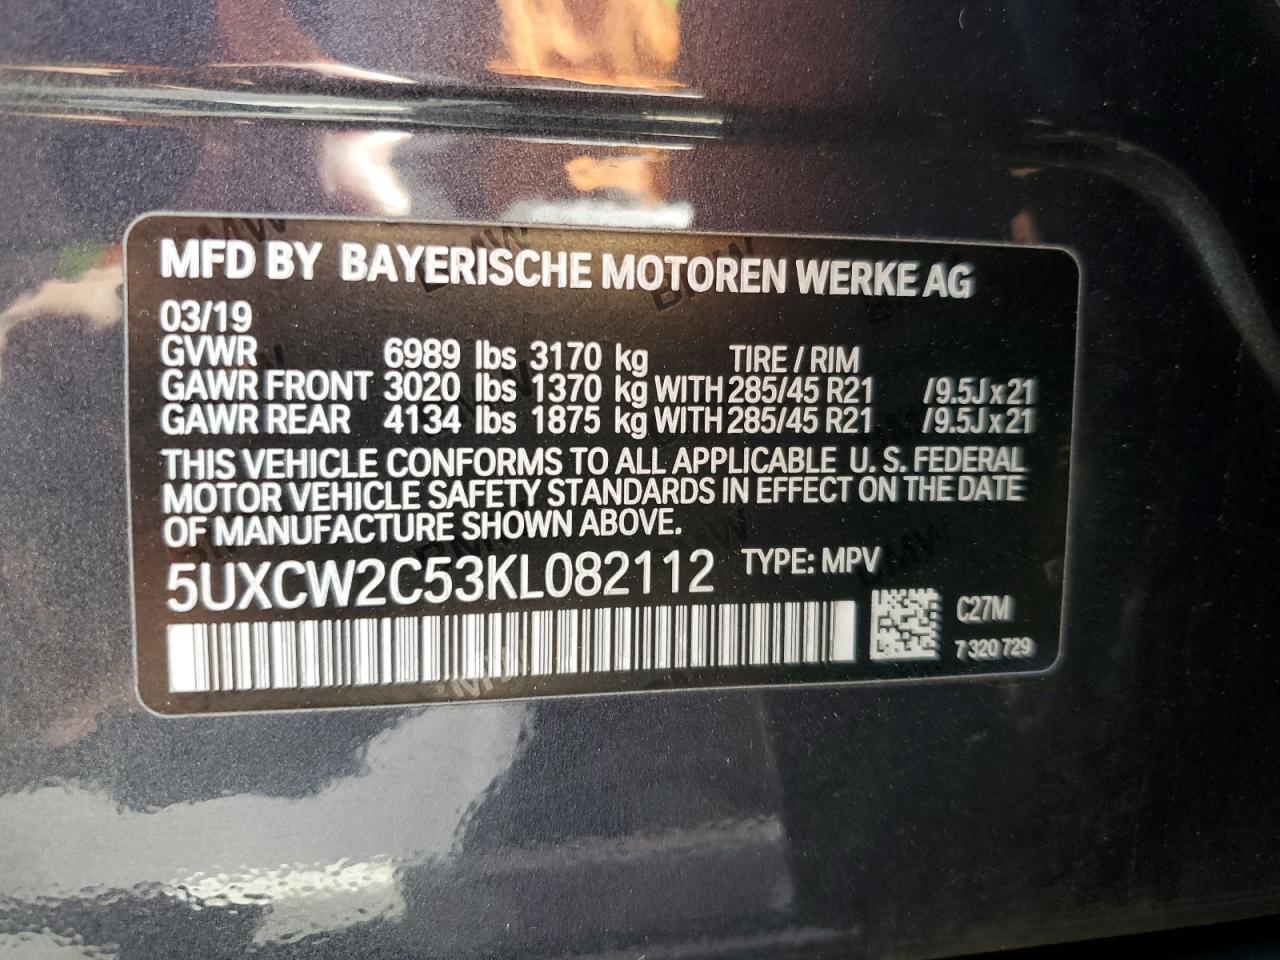 MFD BY BAYERISCHE MOTOREN WERKE AG
03/19
GVWR 6989 lbs 3170 kg TIRE / RIM
GAWR FRONT 3020 lbs 1370 kg WITH 285/45 R21 /9.5J x 21
GAWR REAR 4134 lbs 1875 kg WITH 285/45 R21 /9.5J x 21
THIS VEHICLE CONFORMS TO ALL APPLICABLE U. S. FEDERAL
MOTOR VEHICLE SAFETY STANDARDS IN EFFECT ON THE DATE
OF MANUFACTURE SHOWN ABOVE.
5UXCW2C53KL082112 TYPE: MPV
C27M
7 320 729